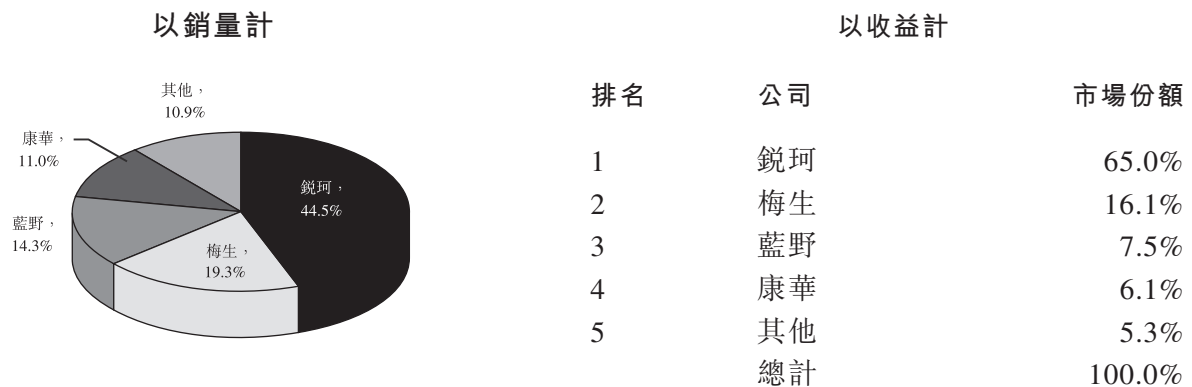 以銷量計
其他，
10.9%
康華，
11.0%
銳珂，
44.5%
藍野，
14.3%
梅生，
19.3%
以收益計
排名 公司 市場份額
1 銳珂 65.0%
2 梅生 16.1%
3 藍野 7.5%
4 康華 6.1%
5 其他 5.3%
總計 100.0%